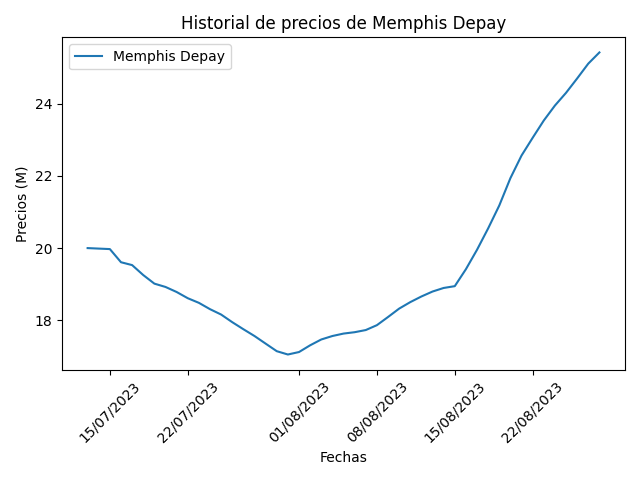 Historial de precios de Memphis Depay
Memphis Depay
Precios (M)
24
22
20
18
15/07/2023
22/07/2023
01/08/2023
08/08/2023
15/08/2023
22/08/2023
Fechas